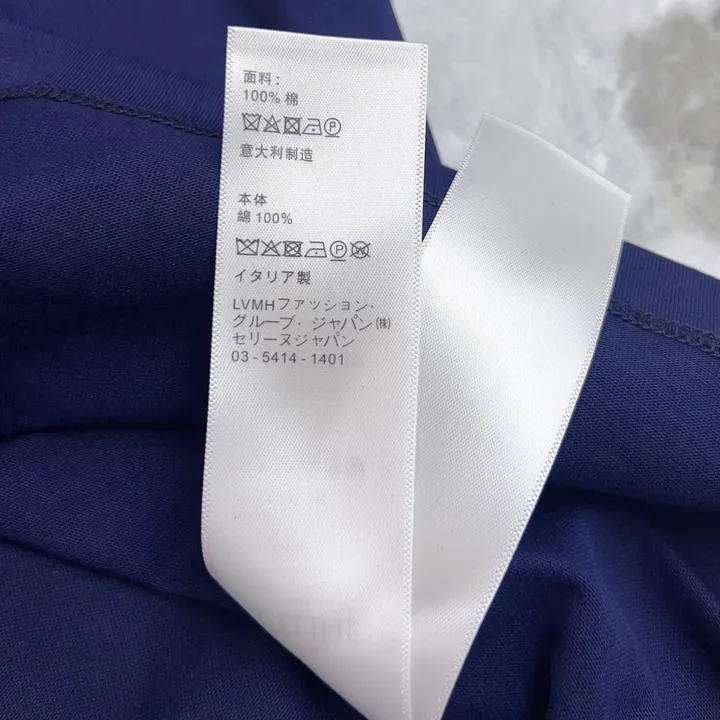 面料：
100% 棉
意大利制造
本体
綿 100%
イタリア製
LVMHファッション・
グループ・ジャパン㈱
セリーヌジャパン
03 - 5414 - 1401